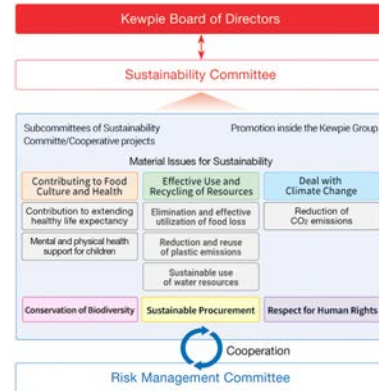 Kewpie Board of Directors
Sustainability Committee
Subcommittees of Sustainability
Committe/Cooperative projects
Promotion inside the Kewpie Group
Material Issues for Sustainability
Contributing to Food
Culture and Health
Contribution to extending
healthy life expectancy
Mental and physical health
support for children
Effective Use and
Recycling of Resources
Elimination and effective
utilization of food loss
Reduction and reuse
of plastic emissions
Sustainable use
of water resources
Deal with
Climate Change
Reduction of
CO₂ emissions
Conservation of Biodiversity
Sustainable Procurement
Respect for Human Rights
Cooperation
Risk Management Committee